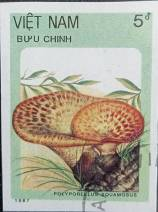 VIỆT NAM 5đ
BƯU CHÍNH
POLYPORELLUS SQUAMOSUS
1987